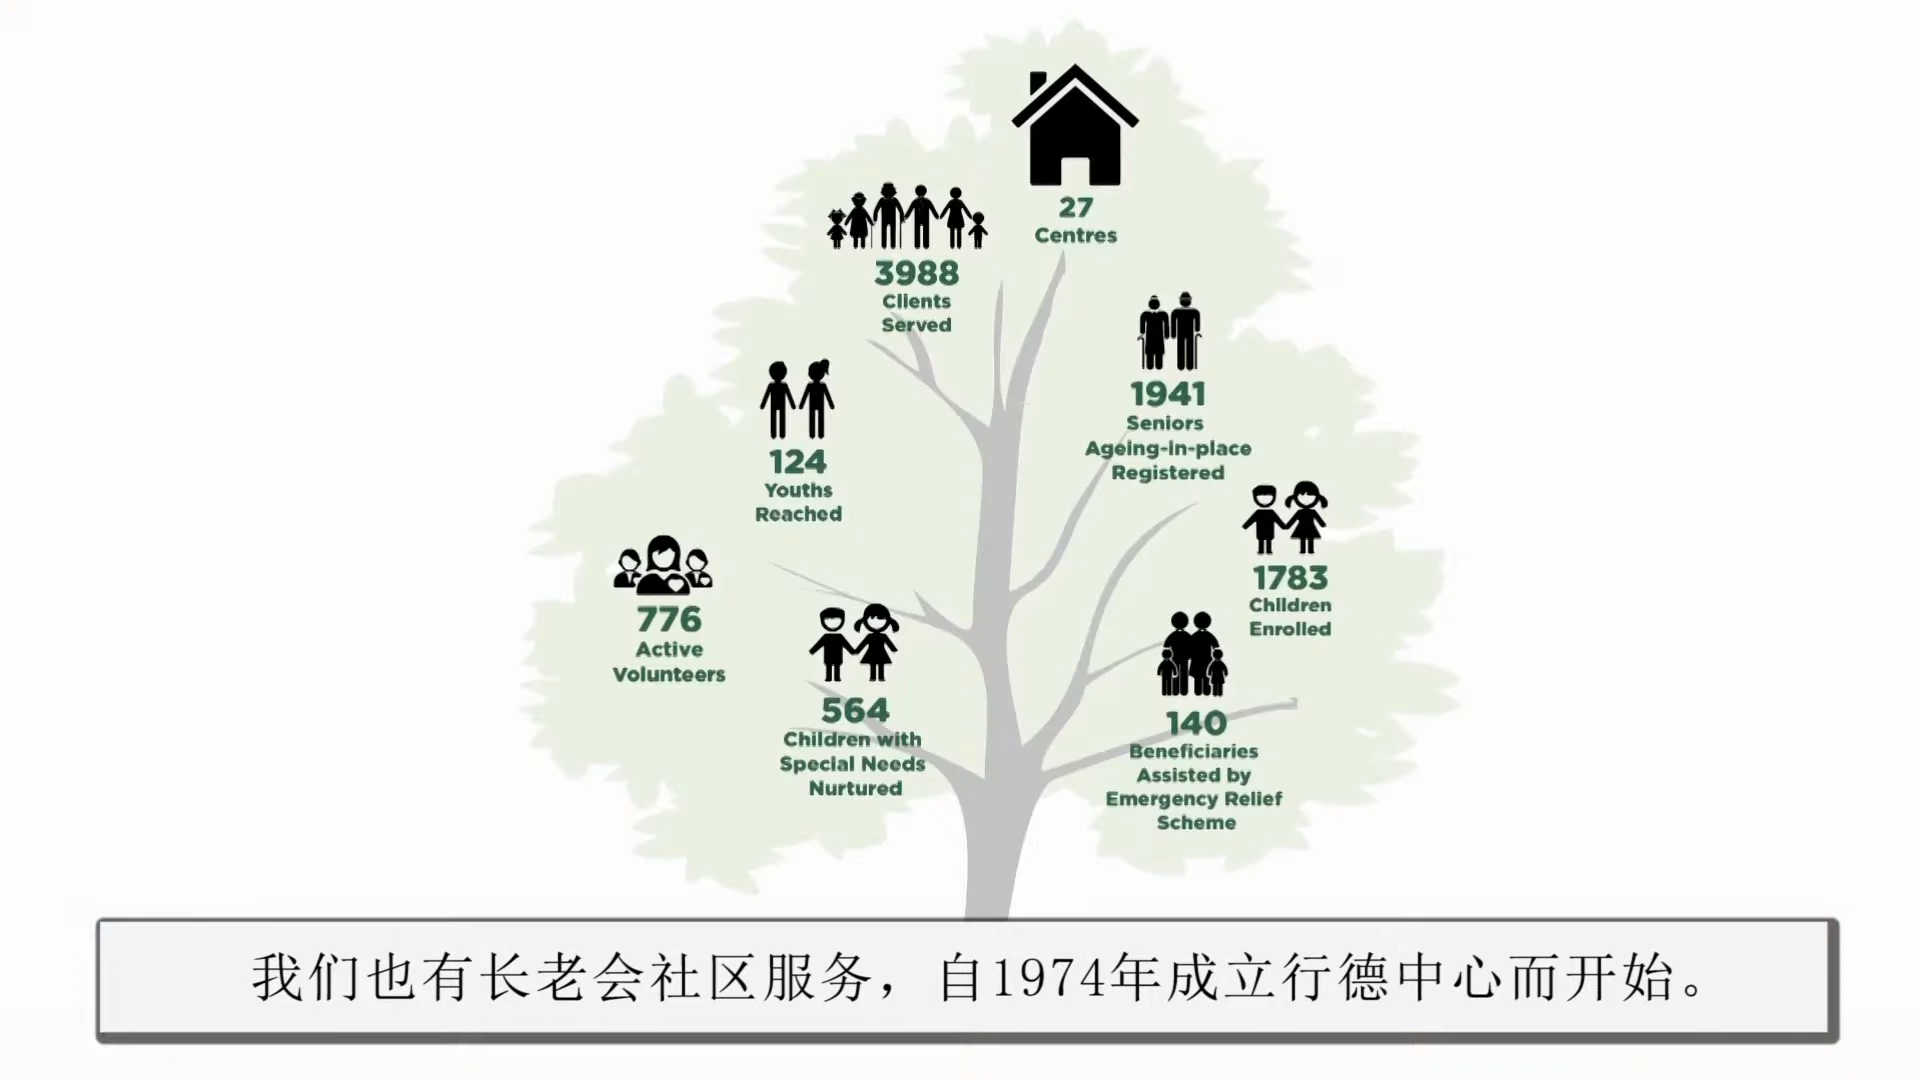 27
Centres
3988
Clients
Served
1941
Seniors
Ageing-in-place
Registered
124
Youths
Reached
1783
Children
Enrolled
776
Active
Volunteers
564
Children with
Special Needs
Nurtured
140
Beneficiaries
Assisted by
Emergency Relief
Scheme
我们也有长老会社区服务，自1974年成立行德中心而开始。